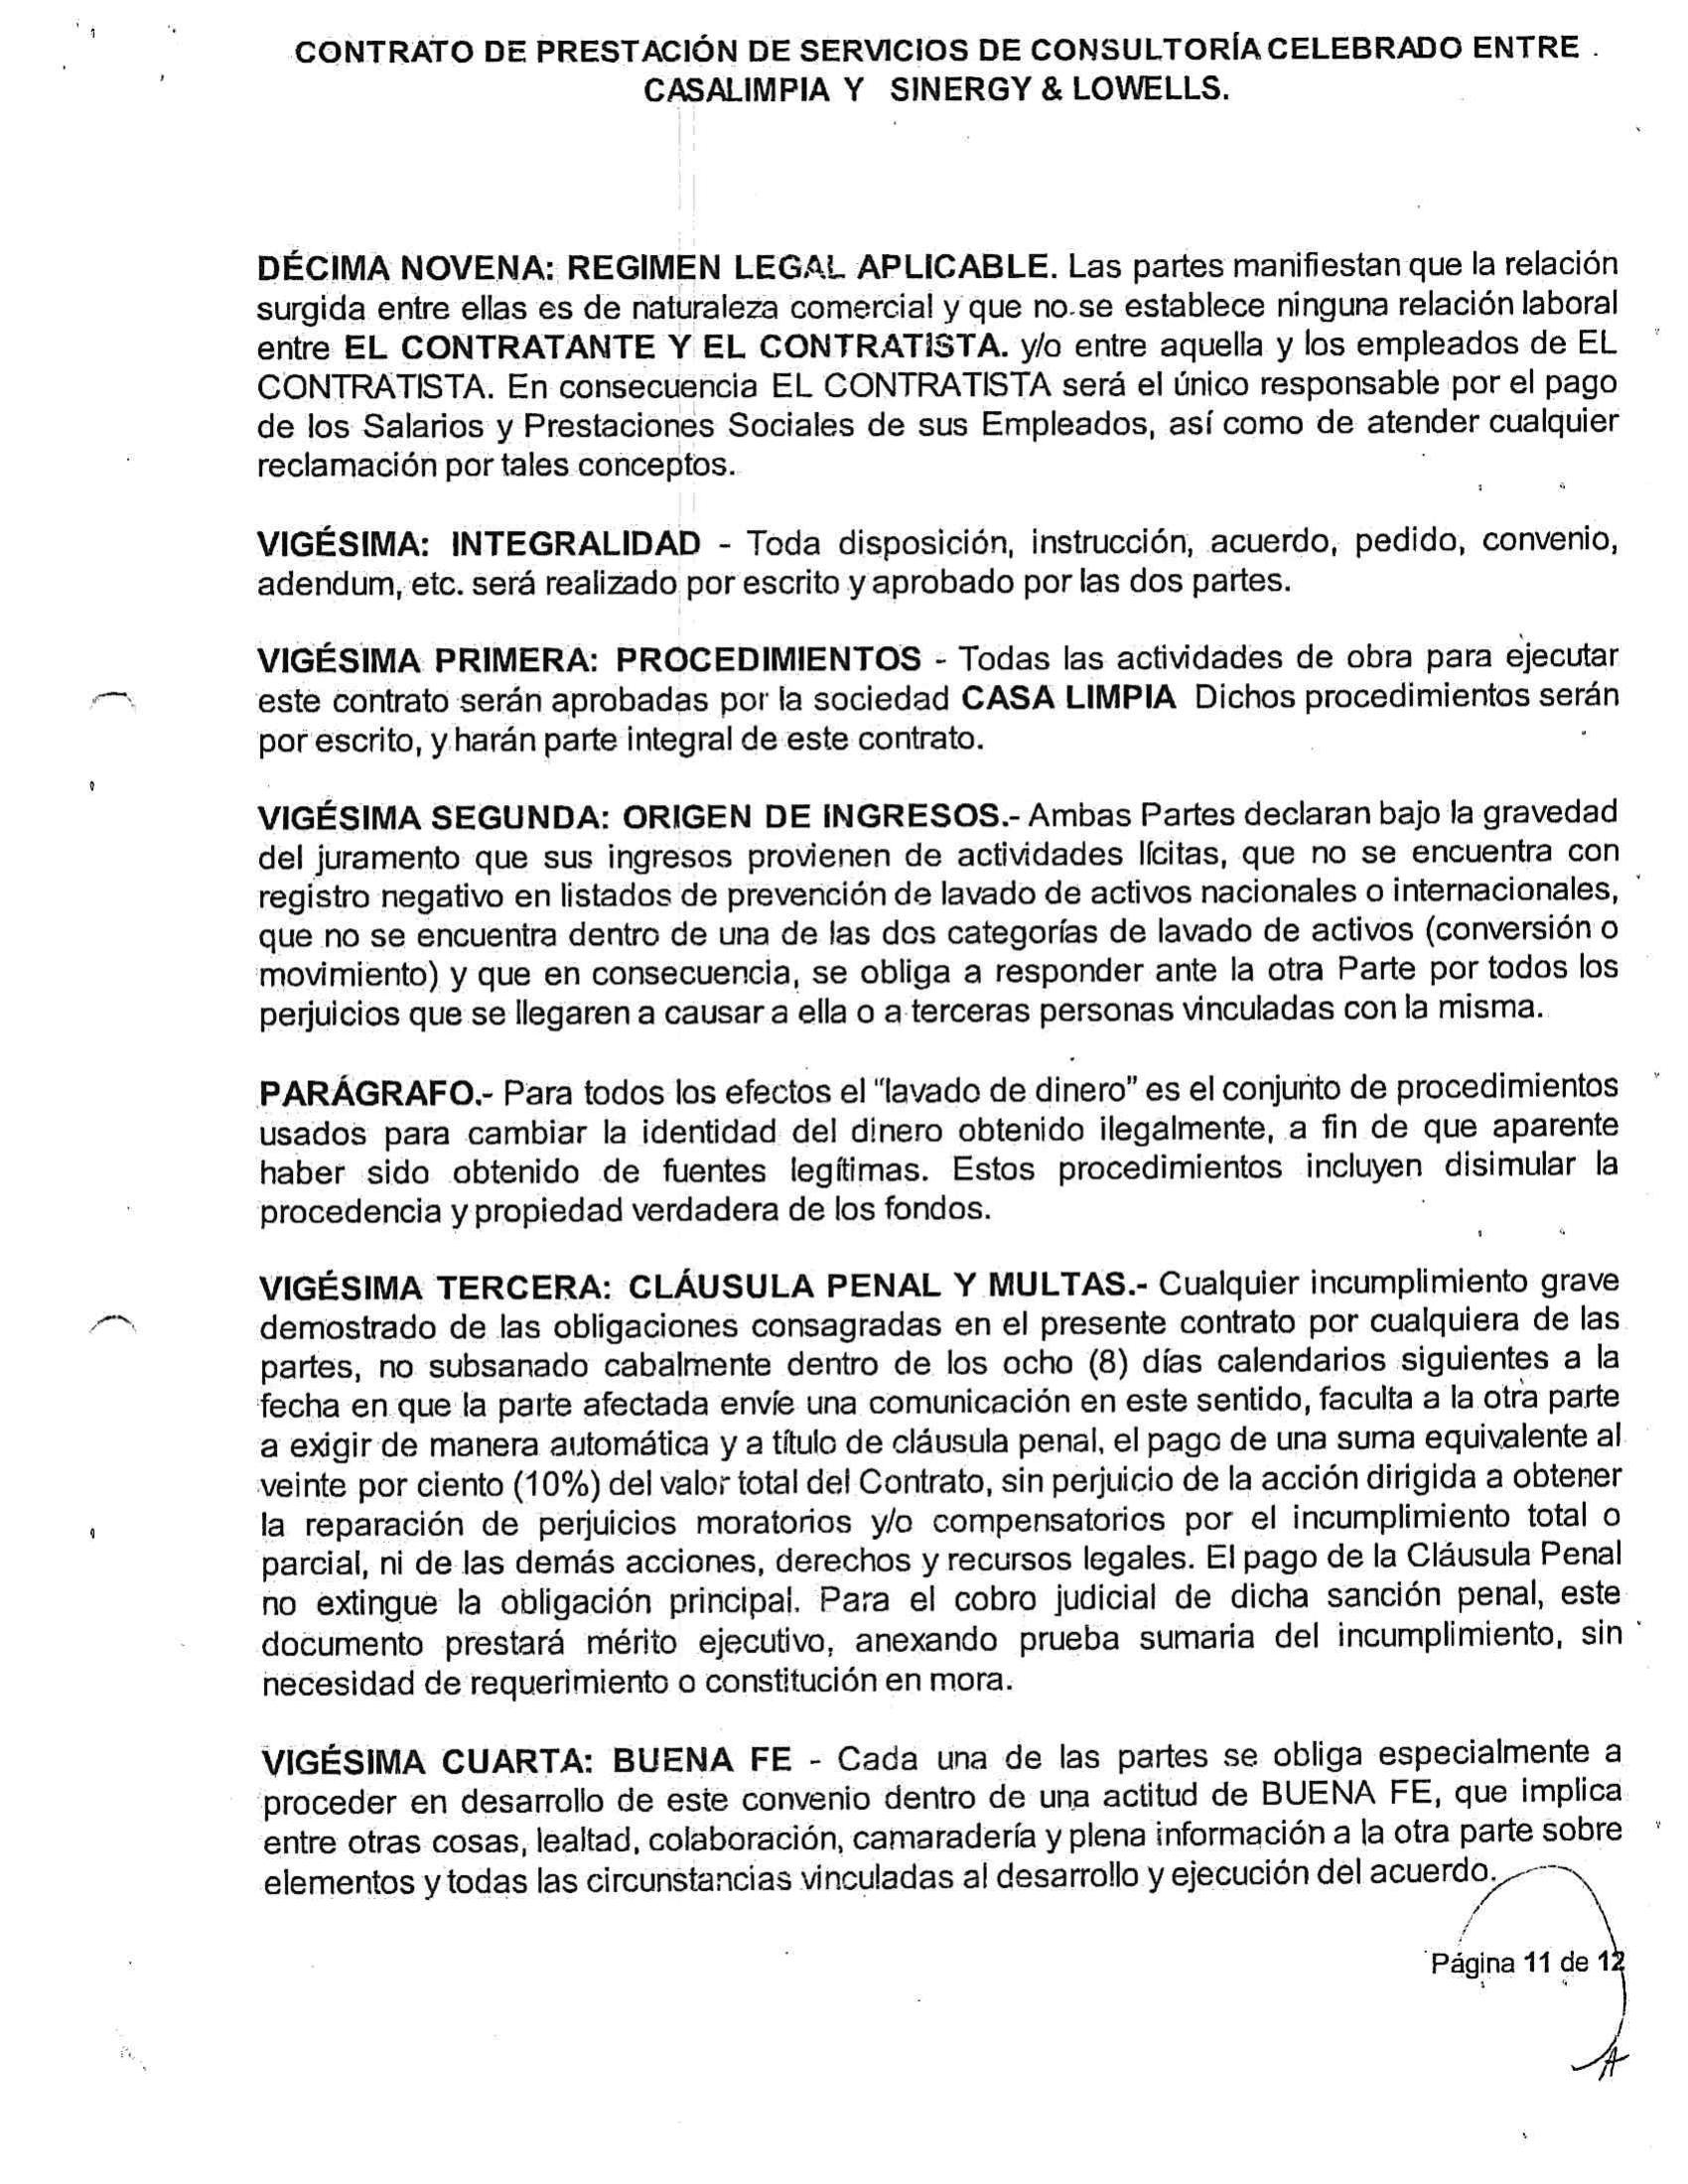 CONTRATO DE PRESTACIÓN DE SERVICIOS DE CONSULTORÍA CELEBRADO ENTRE
CASALIMPIA Y SINERGY & LOWELLS.
DÉCIMA NOVENA: REGIMEN LEGAL APLICABLE. Las partes manifiestan que la relación
surgida entre ellas es de naturaleza comercial y que no se establece ninguna relación laboral
entre EL CONTRATANTE Y EL CONTRATISTA. y/o entre aquella y los empleados de EL
CONTRATISTA. En consecuencia EL CONTRATISTA será el único responsable por el pago
de los Salarios y Prestaciones Sociales de sus Empleados, así como de atender cualquier
reclamación por tales conceptos.
VIGÉSIMA: INTEGRALIDAD - Toda disposición, instrucción, acuerdo, pedido, convenio,
adendum, etc. será realizado por escrito y aprobado por las dos partes.
VIGÉSIMA PRIMERA: PROCEDIMIENTOS - Todas las actividades de obra para ejecutar
este contrato serán aprobadas por la sociedad CASA LIMPIA Dichos procedimientos serán
por escrito, y harán parte integral de este contrato.
VIGÉSIMA SEGUNDA: ORIGEN DE INGRESOS.- Ambas Partes declaran bajo la gravedad
del juramento que sus ingresos provienen de actividades lícitas, que no se encuentra con
registro negativo en listados de prevención de lavado de activos nacionales o internacionales,
que no se encuentra dentro de una de las dos categorías de lavado de activos (conversión o
movimiento) y que en consecuencia, se obliga a responder ante la otra Parte por todos los
perjuicios que se llegaren a causar a ella o a terceras personas vinculadas con la misma.
PARÁGRAFO.- Para todos los efectos el "lavado de dinero" es el conjunto de procedimientos
usados para cambiar la identidad del dinero obtenido ilegalmente, a fin de que aparente
haber sido obtenido de fuentes legítimas. Estos procedimientos incluyen disimular la
procedencia y propiedad verdadera de los fondos.
VIGÉSIMA TERCERA: CLÁUSULA PENAL Y MULTAS.- Cualquier incumplimiento grave
demostrado de las obligaciones consagradas en el presente contrato por cualquiera de las
partes, no subsanado cabalmente dentro de los ocho (8) días calendarios siguientes a la
fecha en que la parte afectada envíe una comunicación en este sentido, faculta a la otra parte
a exigir de manera automática y a título de cláusula penal, el pago de una suma equivalente al
veinte por ciento (10%) del valor total del Contrato, sin perjuicio de la acción dirigida a obtener
la reparación de perjuicios moratorios y/o compensatorios por el incumplimiento total o
parcial, ni de las demás acciones, derechos y recursos legales. El pago de la Cláusula Penal
no extingue la obligación principal. Para el cobro judicial de dicha sanción penal, este
documento prestará mérito ejecutivo, anexando prueba sumaria del incumplimiento, sin
necesidad de requerimiento o constitución en mora.
VIGÉSIMA CUARTA: BUENA FE - Cada una de las partes se obliga especialmente a
proceder en desarrollo de este convenio dentro de una actitud de BUENA FE, que implica
entre otras cosas, lealtad, colaboración, camaradería y plena información a la otra parte sobre
elementos y todas las circunstancias vinculadas al desarrollo y ejecución del acuerdo.
Página 11 de 12